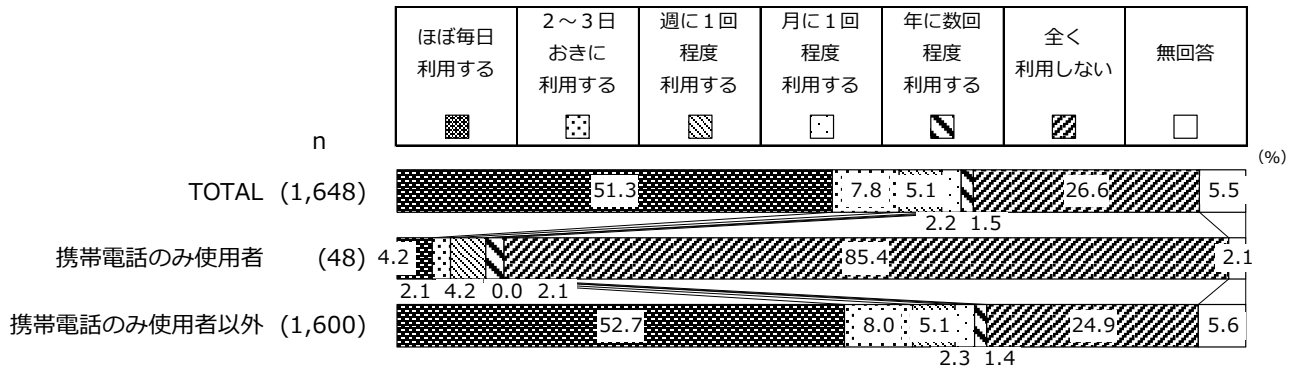 ほぼ毎日
利用する
２～３日
おきに
利用する
週に１回
程度
利用する
月に１回
程度
利用する
年に数回
程度
利用する
全く
利用しない
無回答
n
(%)
TOTAL (1,648) 51.3 7.8 5.1 26.6 5.5
2.2 1.5
携帯電話のみ使用者 (48) 4.2 85.4 2.1
2.1 4.2 0.0 2.1
携帯電話のみ使用者以外 (1,600) 52.7 8.0 5.1 24.9 5.6
2.3 1.4